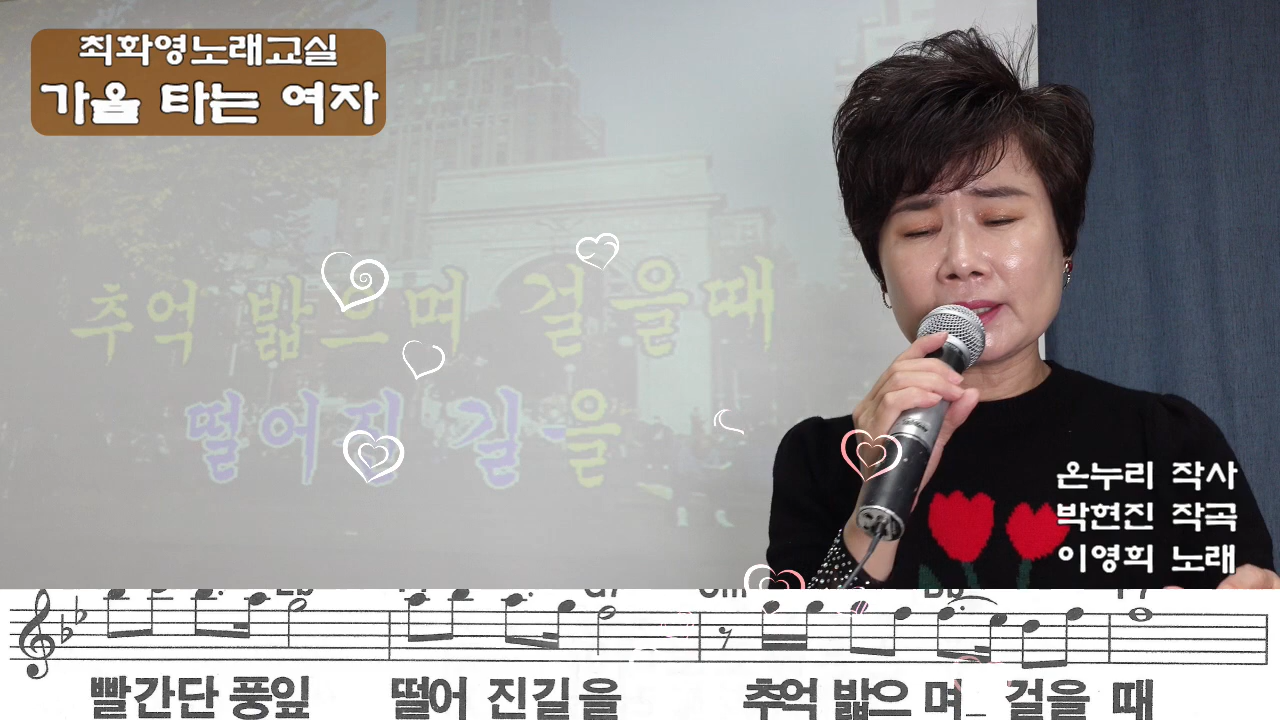 최화영노래교실
가을 타는 여자
추억 밟으며 걸을때
떨어진 길을
온누리 작사
박현진 작곡
이영희 노래
빨간단 풍잎 떨어 진길 을 추억 밟으 며_ 걸을 때